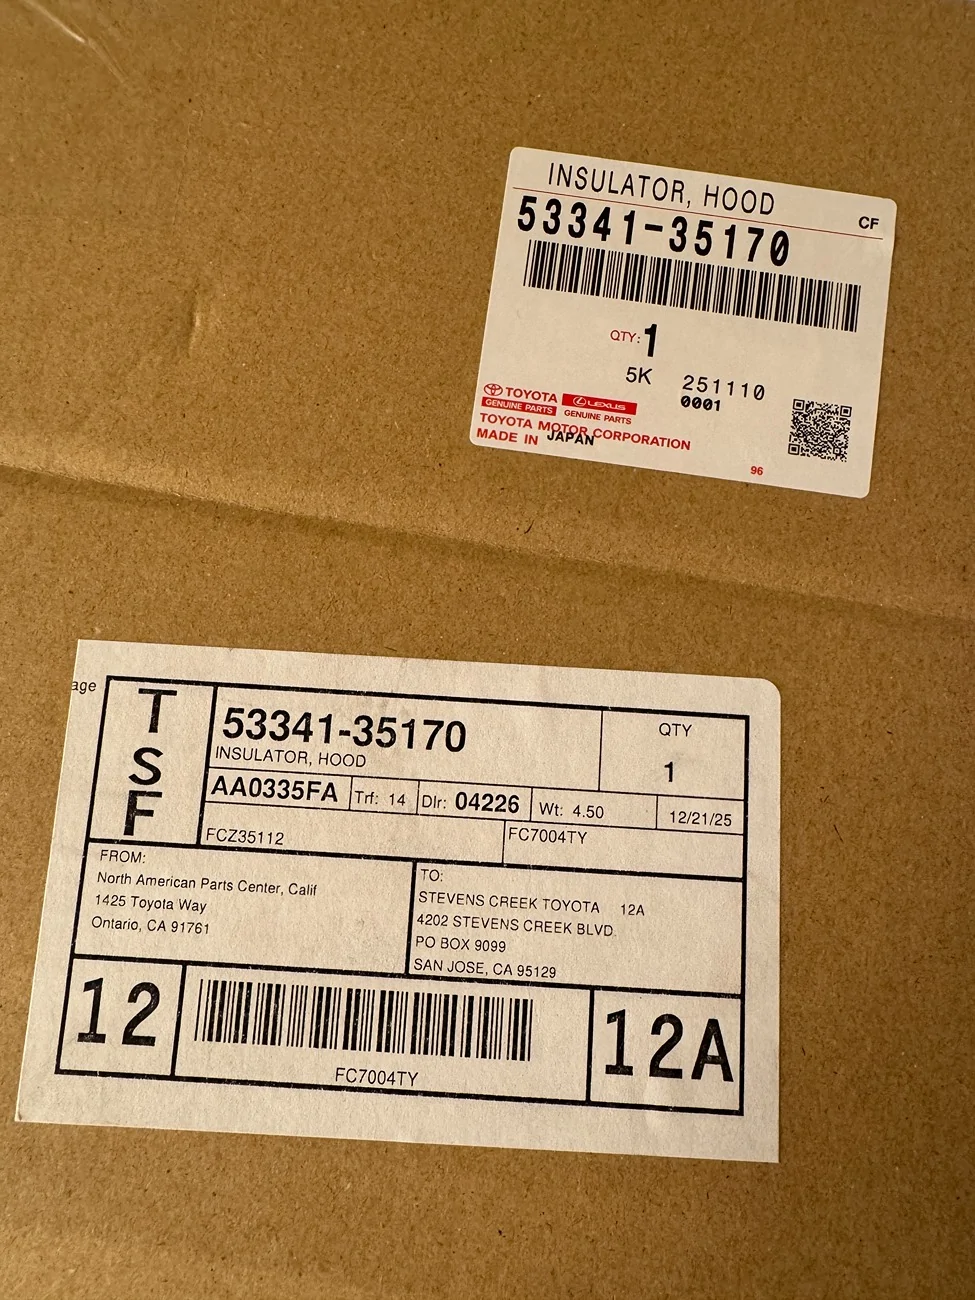 INSULATOR, HOOD
CF
53341-35170
QTY: 1
5K 251110
0001
TOYOTA LEXUS
GENUINE PARTS GENUINE PARTS
TOYOTA MOTOR CORPORATION
MADE IN JAPAN
96
age
TSF
53341-35170
INSULATOR, HOOD
QTY
1
AA0335FA Trf: 14 Dlr: 04226 Wt: 4.50 12/21/25
FCZ35112 FC7004TY
FROM:
North American Parts Center, Calif
1425 Toyota Way
Ontario, CA 91761
TO:
STEVENS CREEK TOYOTA 12A
4202 STEVENS CREEK BLVD
PO BOX 9099
SAN JOSE, CA 95129
12
FC7004TY
12A